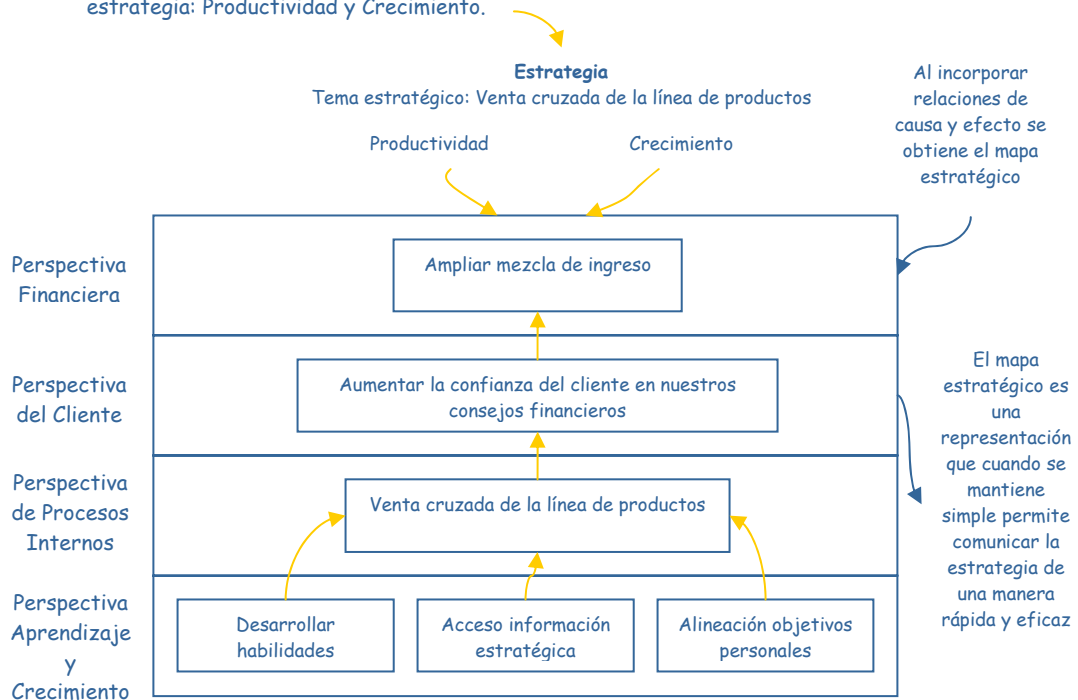 estrategia: Productividad y Crecimiento.
Estrategia
Tema estratégico: Venta cruzada de la línea de productos
Productividad
Crecimiento
Al incorporar
relaciones de
causa y efecto se
obtiene el mapa
estratégico
Perspectiva
Financiera
Ampliar mezcla de ingreso
Perspectiva
del Cliente
Aumentar la confianza del cliente en nuestros
consejos financieros
El mapa
estratégico es
una
representación
que cuando se
mantiene
simple permite
comunicar la
estrategia de
una manera
rápida y eficaz
Perspectiva
de Procesos
Internos
Venta cruzada de la línea de productos
Perspectiva
Aprendizaje
y
Crecimiento
Desarrollar
habilidades
Acceso información
estratégica
Alineación objetivos
personales